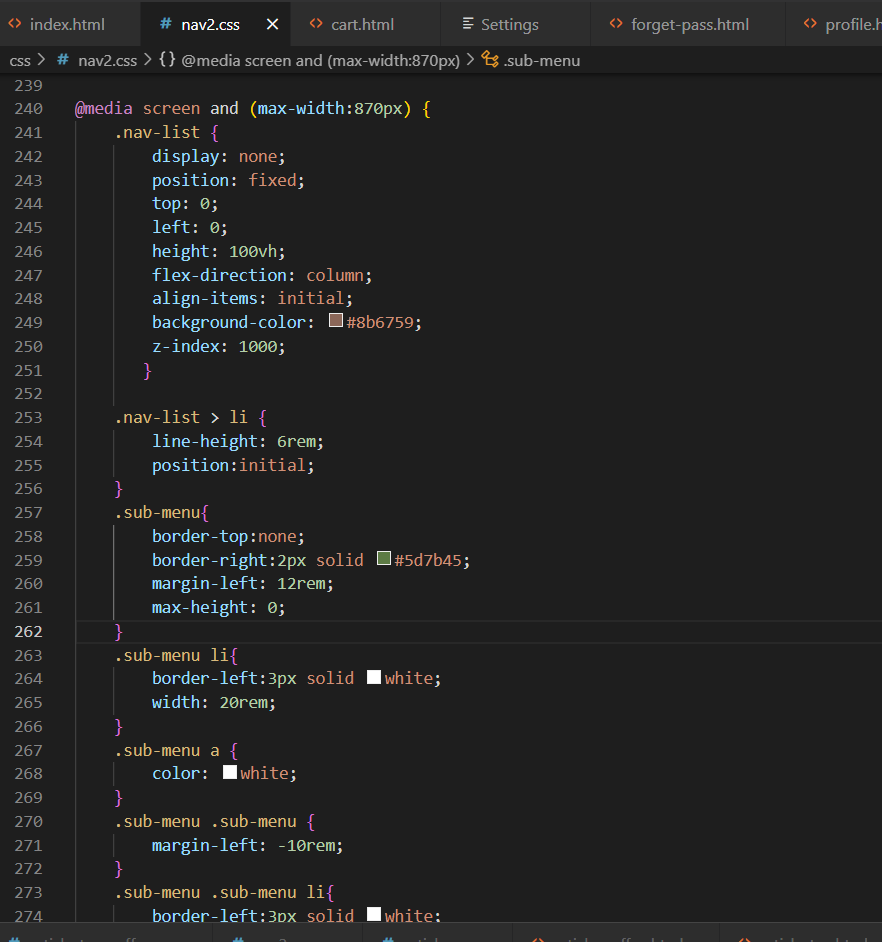 index.html
nav2.css
cart.html
Settings
forget-pass.html
profile.h
css > # nav2.css > {} @media screen and (max-width:870px) > .sub-menu
239
240 @media screen and (max-width:870px) {
241 .nav-list {
242 display: none;
243 position: fixed;
244 top: 0;
245 left: 0;
246 height: 100vh;
247 flex-direction: column;
248 align-items: initial;
249 background-color: #8b6759;
250 z-index: 1000;
251 }
252
253 .nav-list > li {
254 line-height: 6rem;
255 position:initial;
256 }
257 .sub-menu{
258 border-top:none;
259 border-right:2px solid #5d7b45;
260 margin-left: 12rem;
261 max-height: 0;
262 }
263 .sub-menu li{
264 border-left:3px solid white;
265 width: 20rem;
266 }
267 .sub-menu a {
268 color: white;
269 }
270 .sub-menu .sub-menu {
271 margin-left: -10rem;
272 }
273 .sub-menu .sub-menu li{
274 border-left:3px solid white;